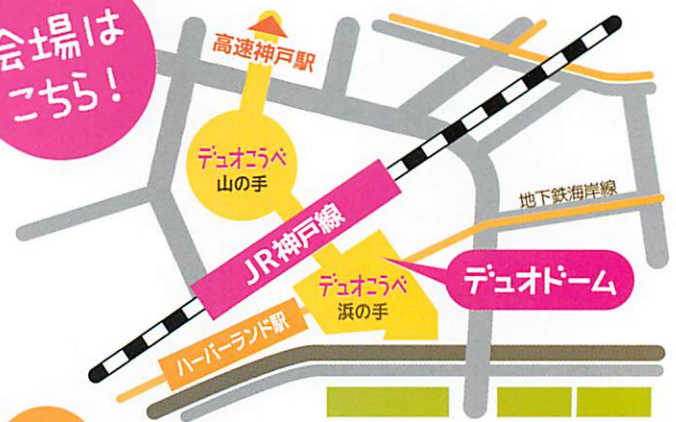 会場は
こちら！
高速神戸駅
デュオこうべ
山の手
地下鉄海岸線
JR神戸線
デュオドーム
デュオこうべ
浜の手
ハーバーランド駅